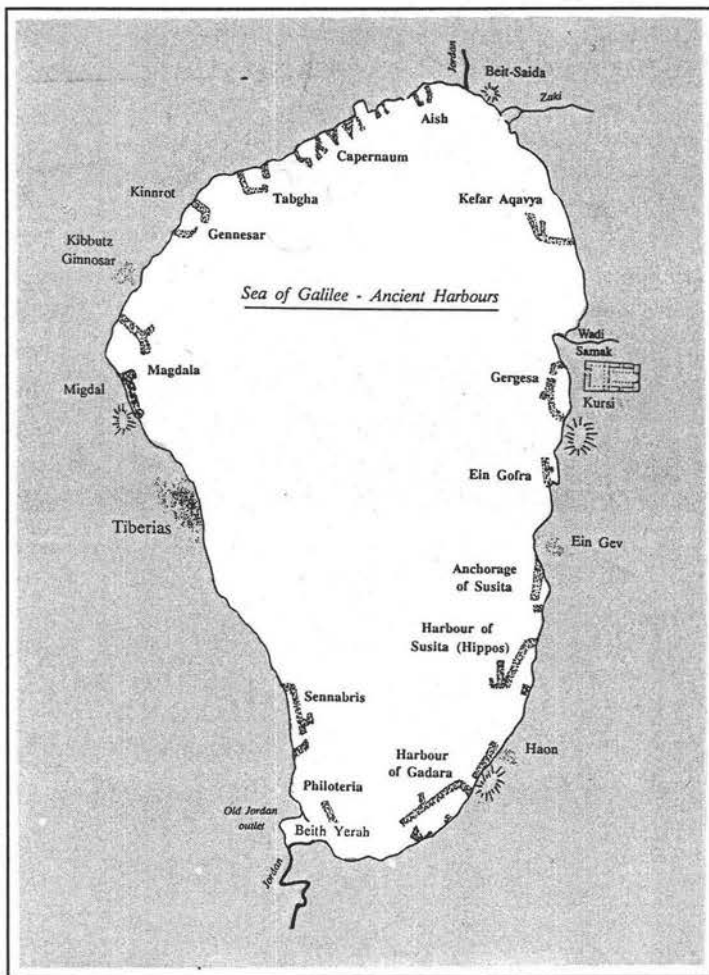 Jordan
Beit-Saida
Zaki
Aish
Capernaum
Kinnrot
Tabgha
Kefar Aqavya
Gennesar
Kibbutz
Ginnosar
Sea of Galilee - Ancient Harbours
Wadi
Samak
Magdala
Gergesa
Migdal
Kursi
Ein Gofra
Tiberias
Ein Gev
Anchorage
of Susita
Harbour of
Susita (Hippos)
Sennabris
Haon
Harbour
of Gadara
Philoteria
Old Jordan
outlet
Beith Yerah
Jordan